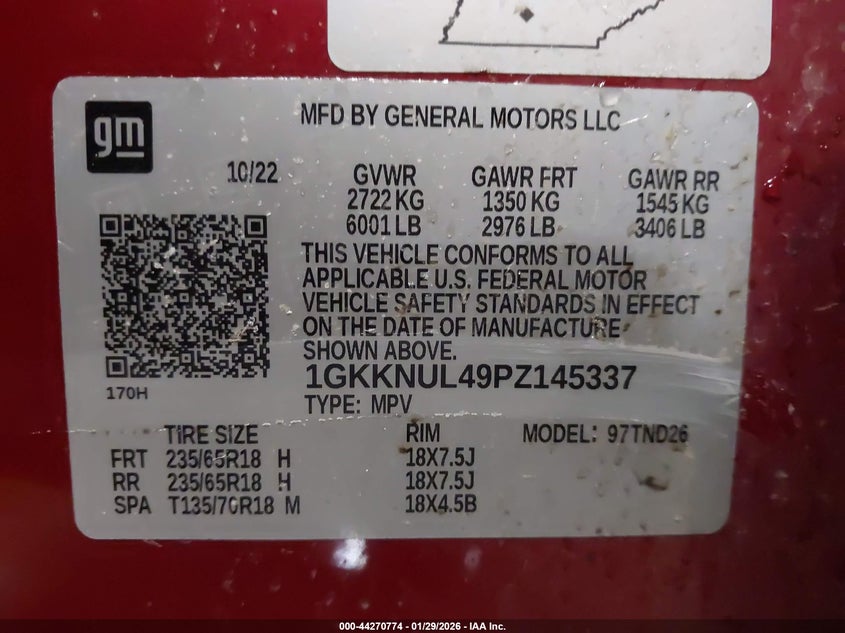 gm
MFD BY GENERAL MOTORS LLC
10/22 GVWR GAWR FRT GAWR RR
2722 KG 1350 KG 1545 KG
6001 LB 2976 LB 3406 LB
THIS VEHICLE CONFORMS TO ALL
APPLICABLE U.S. FEDERAL MOTOR
VEHICLE SAFETY STANDARDS IN EFFECT
ON THE DATE OF MANUFACTURE
SHOWN ABOVE.
170H
1GKKNUL49PZ145337
TYPE: MPV
TIRE SIZE RIM MODEL: 97TND26
FRT 235/65R18 H 18X7.5J
RR 235/65R18 H 18X7.5J
SPA T135/70R18 M 18X4.5B
000-44270774 - 01/29/2026 - IAA Inc.